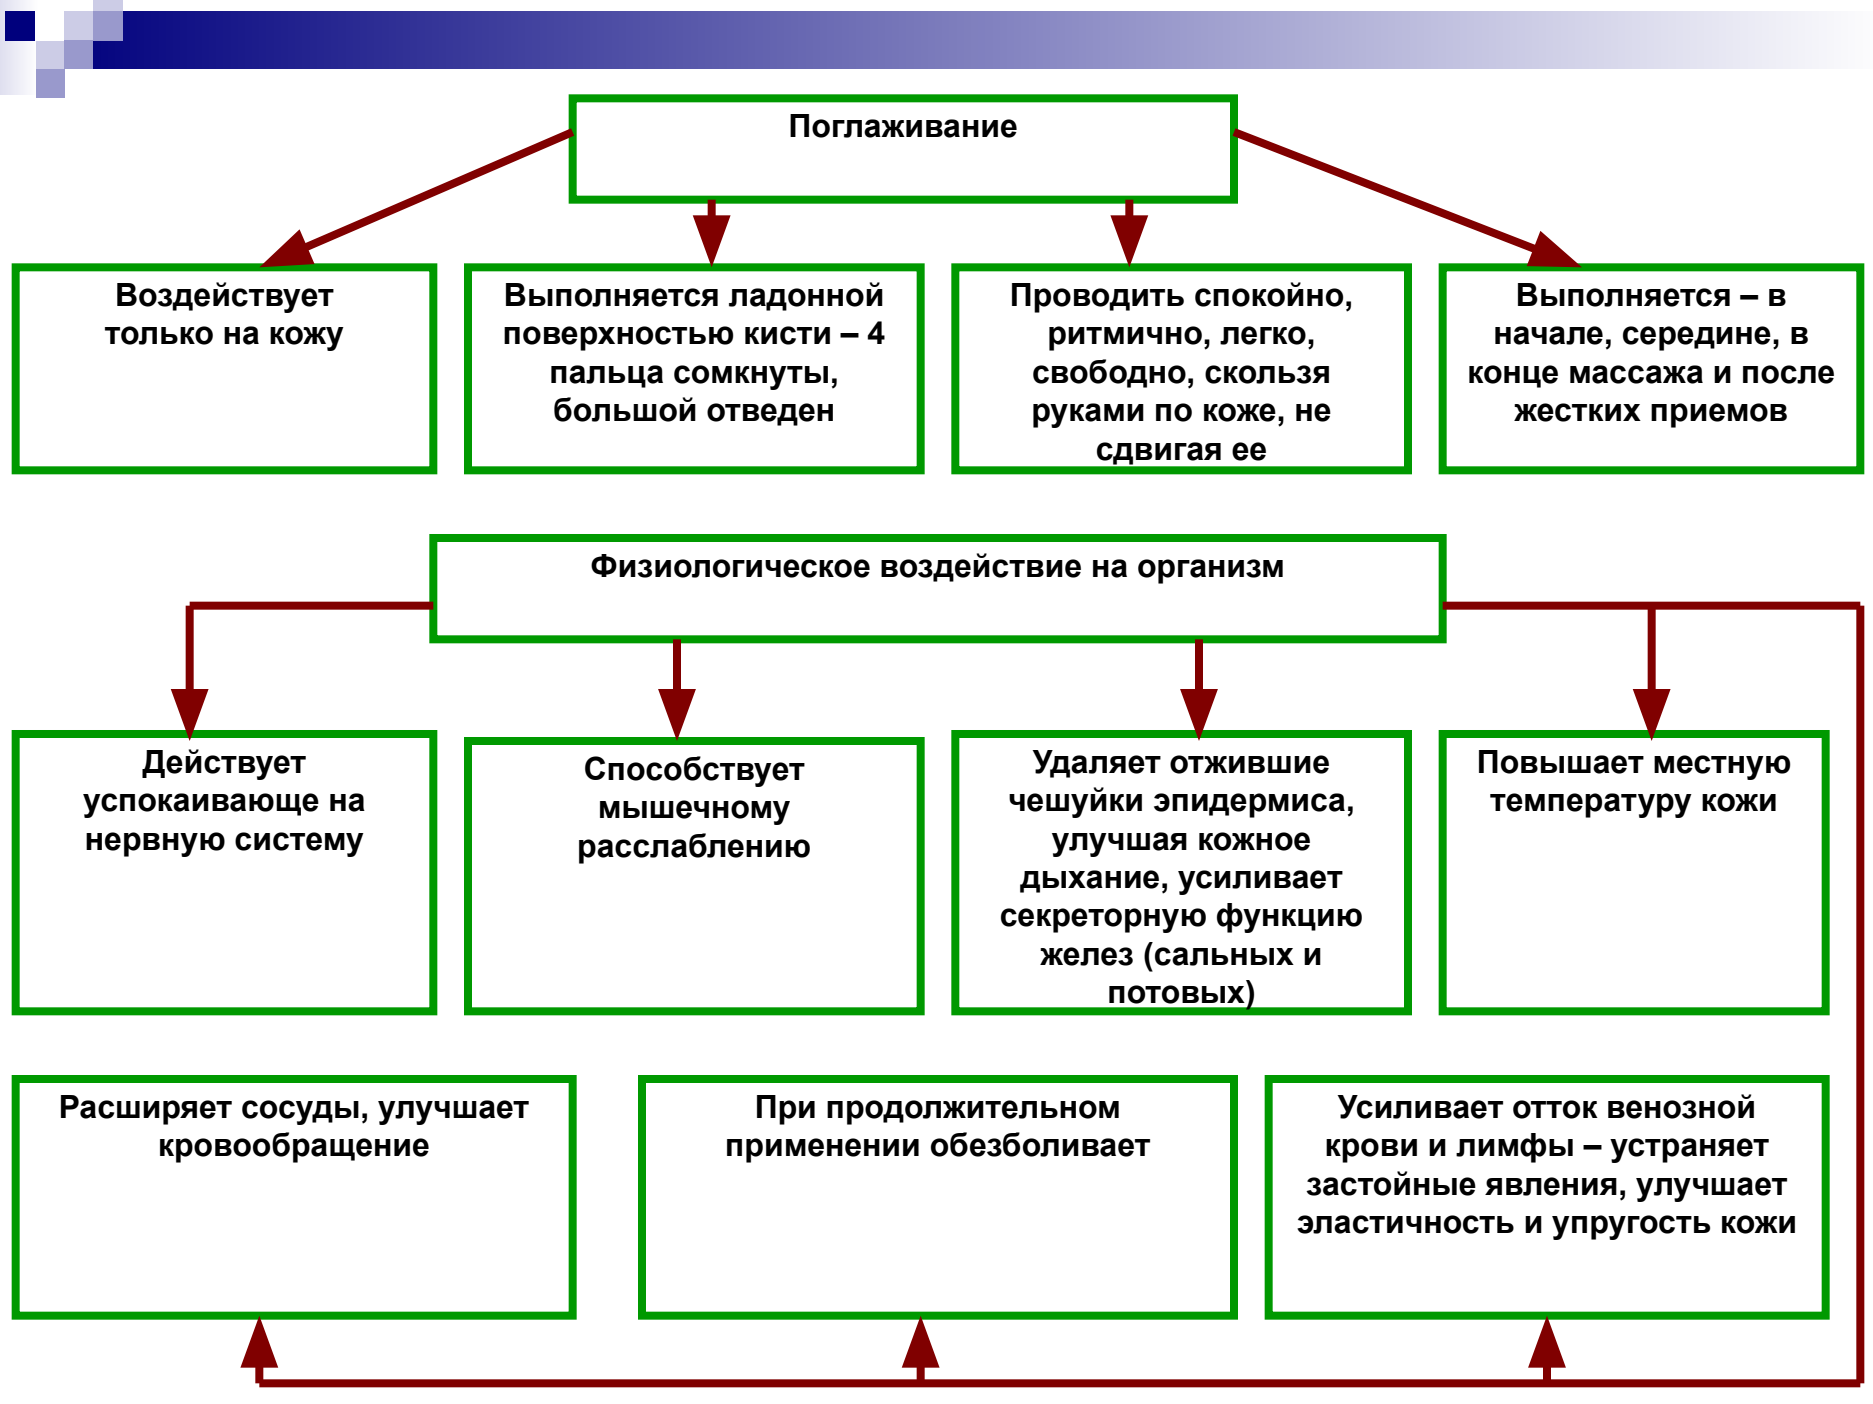 Поглаживание
Воздействует
только на кожу
Выполняется ладонной
поверхностью кисти – 4
пальца сомкнуты,
большой отведен
Проводить спокойно,
ритмично, легко,
свободно, скользя
руками по коже, не
сдвигая ее
Выполняется – в
начале, середине, в
конце массажа и после
жестких приемов
Физиологическое воздействие на организм
Действует
успокаивающе на
нервную систему
Способствует
мышечному
расслаблению
Удаляет отжившие
чешуйки эпидермиса,
улучшая кожное
дыхание, усиливает
секреторную функцию
желез (сальных и
потовых)
Повышает местную
температуру кожи
Расширяет сосуды, улучшает
кровообращение
При продолжительном
применении обезболивает
Усиливает отток венозной
крови и лимфы – устраняет
застойные явления, улучшает
эластичность и упругость кожи